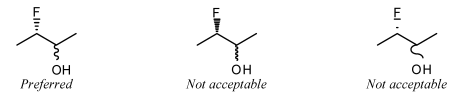 F F F
OH OH OH
Preferred Not acceptable Not acceptable